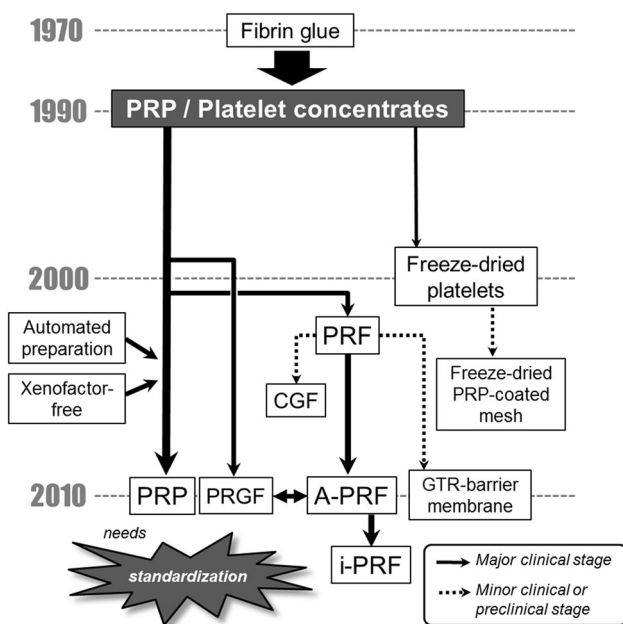 1970
Fibrin glue
1990
PRP / Platelet concentrates
2000
Freeze-dried
platelets
Automated
preparation
PRF
Xenofactor-
free
CGF
Freeze-dried
PRP-coated
mesh
2010
PRP
PRGF
A-PRF
GTR-barrier
membrane
needs
standardization
i-PRF
Major clinical stage
Minor clinical or
preclinical stage